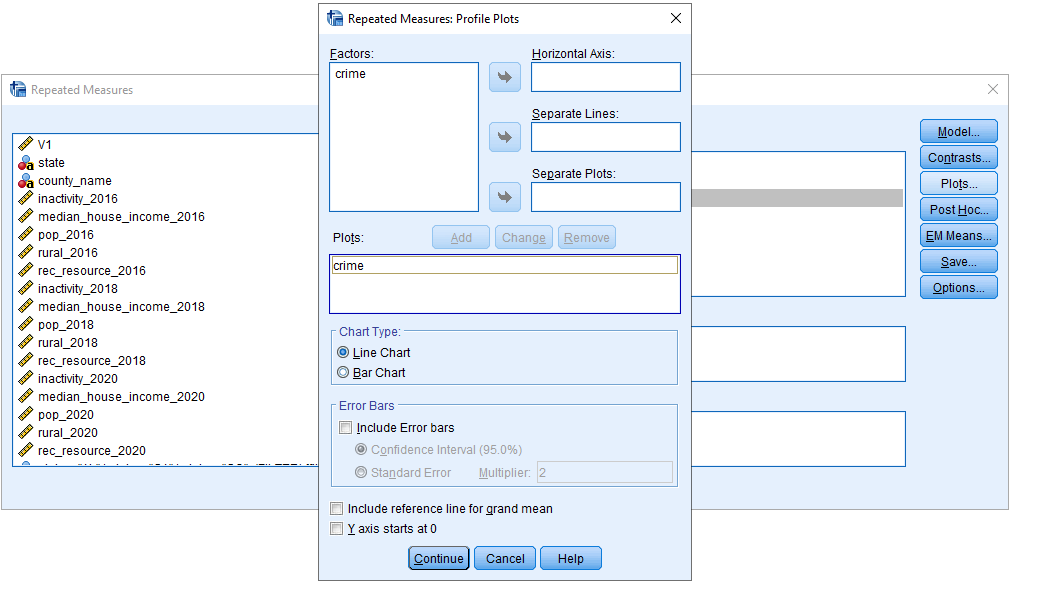 Repeated Measures: Profile Plots
Factors:
crime
Horizontal Axis:
Separate Lines:
Separate Plots:
Plots:
Add
Change
Remove
crime
Chart Type:
Line Chart
Bar Chart
Error Bars
Include Error bars
Confidence Interval (95.0%)
Standard Error
Multiplier:
2
Include reference line for grand mean
Y axis starts at 0
Continue
Cancel
Help
Repeated Measures
V1
state
county_name
inactivity_2016
median_house_income_2016
pop_2016
rural_2016
rec_resource_2016
inactivity_2018
median_house_income_2018
pop_2018
rural_2018
rec_resource_2018
inactivity_2020
median_house_income_2020
pop_2020
rural_2020
rec_resource_2020
Model...
Contrasts...
Plots...
Post Hoc...
EM Means...
Save...
Options...